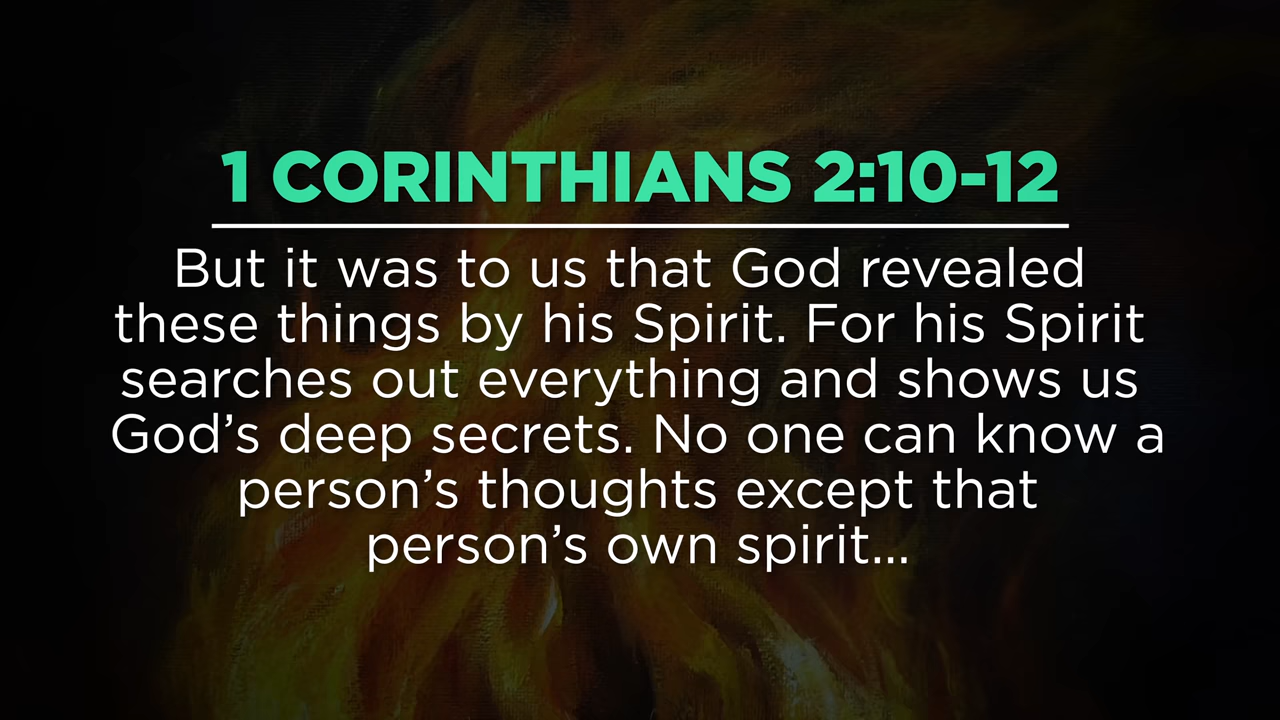 1 CORINTHIANS 2:10-12
But it was to us that God revealed
these things by his Spirit. For his Spirit
searches out everything and shows us
God’s deep secrets. No one can know a
person’s thoughts except that
person’s own spirit...